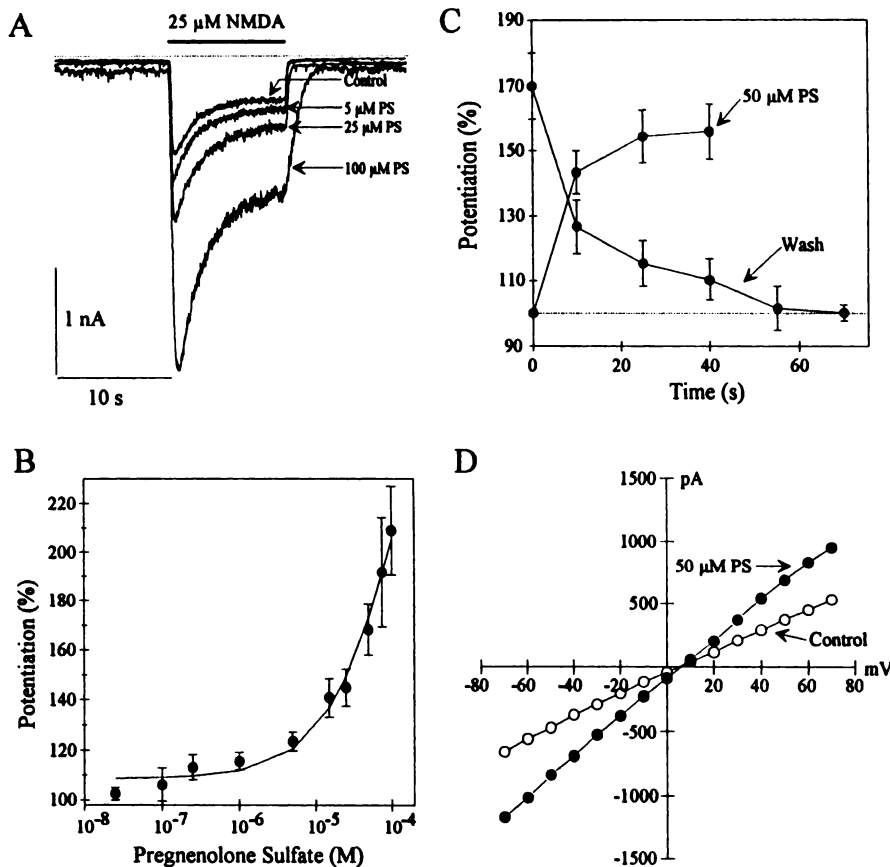 A
25 µM NMDA
Control
5 µM PS
25 µM PS
100 µM PS
1 nA
10 s
B
Potentiation (%)
220
200
180
160
140
120
100
10⁻⁸ 10⁻⁷ 10⁻⁶ 10⁻⁵ 10⁻⁴
Pregnenolone Sulfate (M)
C
Potentiation (%)
190
170
150
130
110
90
50 µM PS
Wash
0 20 40 60
Time (s)
D
1500 pA
1000
500
50 µM PS
Control
-80 -60 -40 -20 20 40 60 80
mV
-500
-1000
-1500